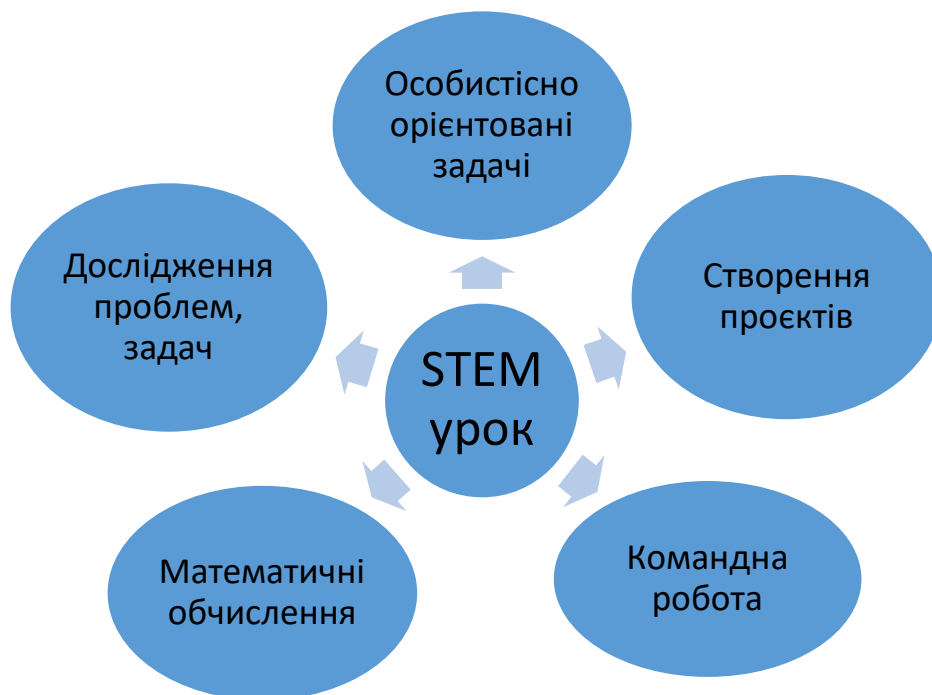 Особистісно
орієнтовані
задачі
Дослідження
проблем,
задач
Створення
проєктів
STEM
урок
Математичні
обчислення
Командна
робота